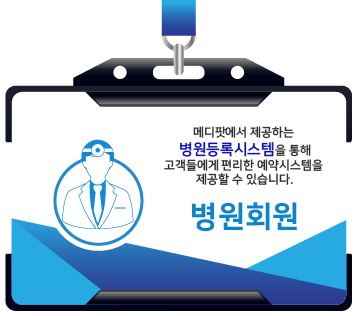 메디팟에서 제공하는
병원등록시스템을 통해
고객들에게 편리한 예약시스템을
제공할 수 있습니다.
병원회원